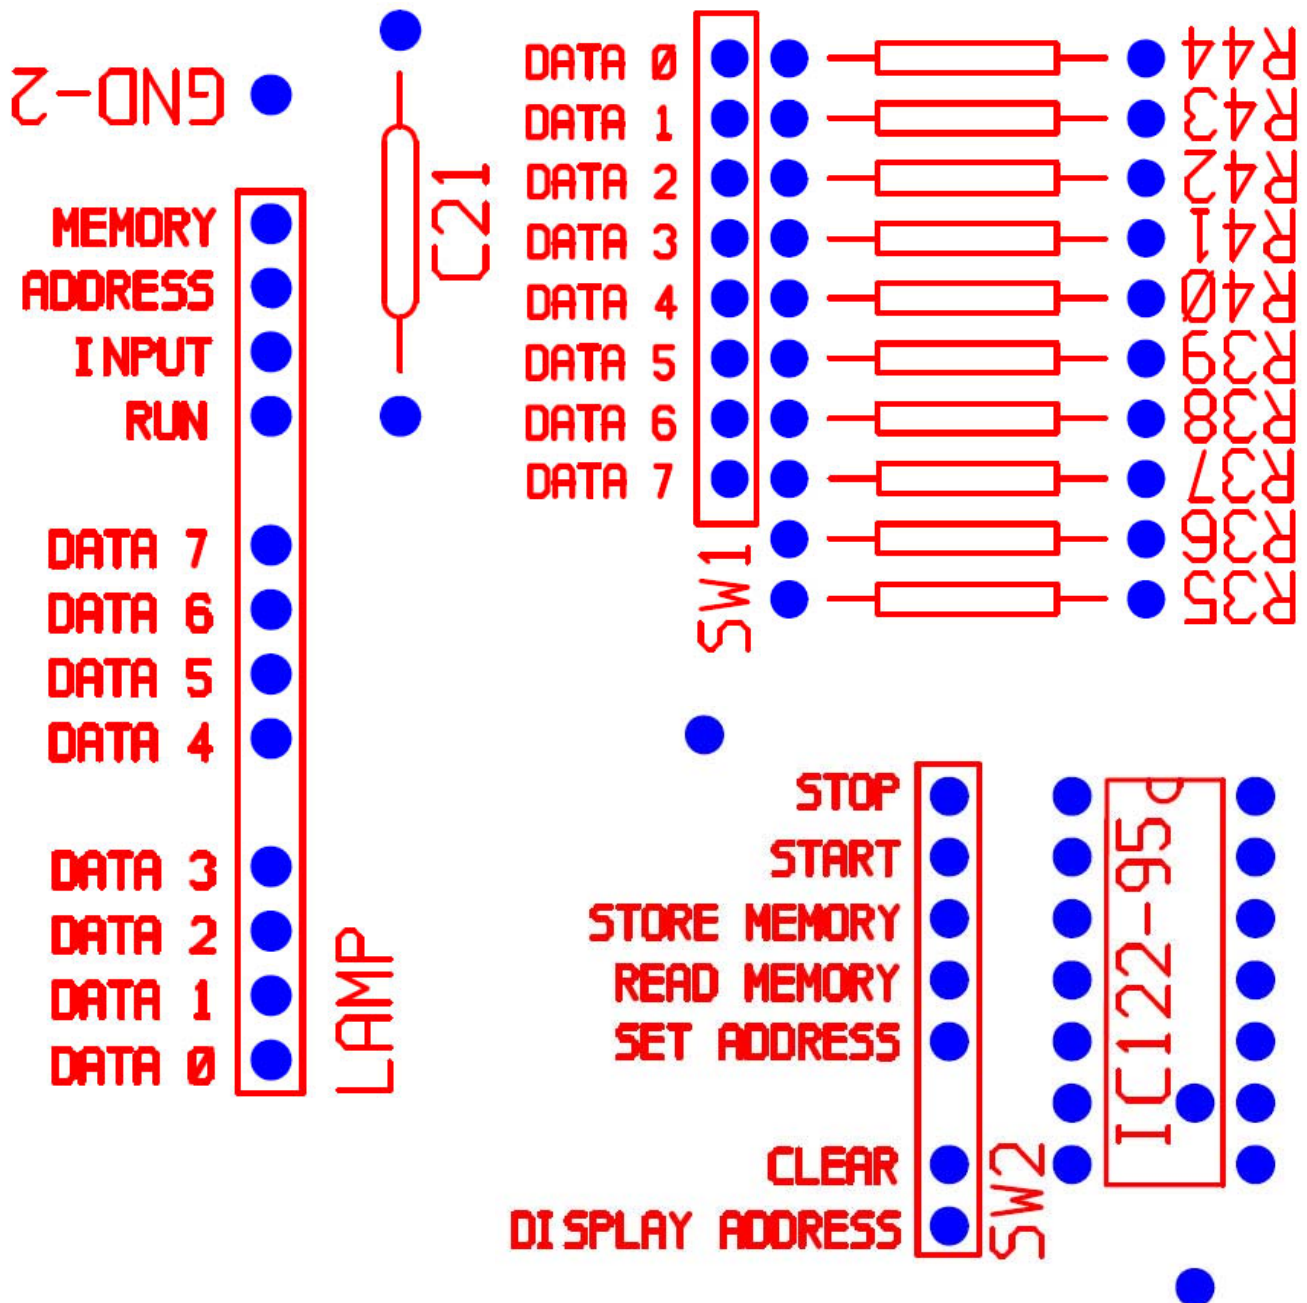 GND-2
MEMORY
ADDRESS
INPUT
RUN
DATA 7
DATA 6
DATA 5
DATA 4
DATA 3
DATA 2
DATA 1
DATA 0
LAMP
C21
DATA 0
DATA 1
DATA 2
DATA 3
DATA 4
DATA 5
DATA 6
DATA 7
SW1
R44
R43
R42
R41
R40
R39
R38
R37
R36
R35
STOP
START
STORE MEMORY
READ MEMORY
SET ADDRESS
CLEAR
DISPLAY ADDRESS
SW2
IC122-95